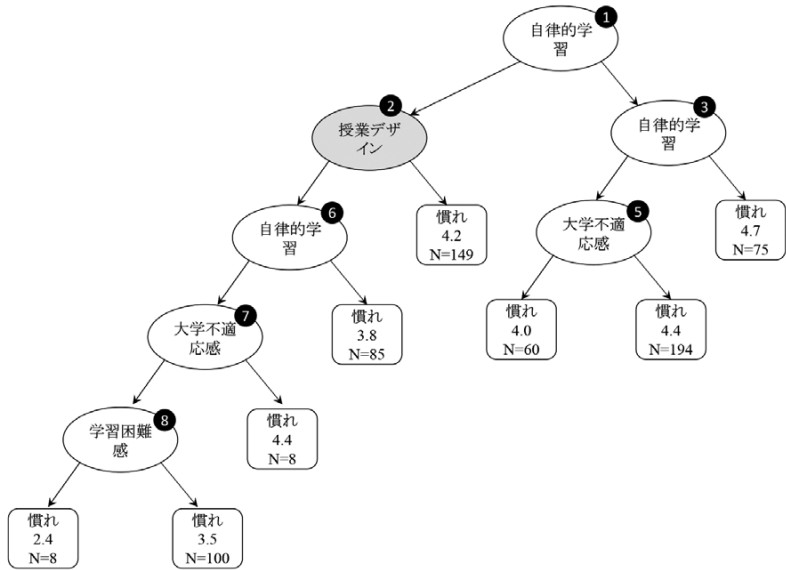 1
自律的学
習
2
授業デザ
イン
3
自律的学
習
6
自律的学
習
慣れ
4.2
N=149
5
大学不適
応感
慣れ
4.7
N=75
7
大学不適
応感
慣れ
3.8
N=85
慣れ
4.0
N=60
慣れ
4.4
N=194
8
学習困難
感
慣れ
4.4
N=8
慣れ
2.4
N=8
慣れ
3.5
N=100